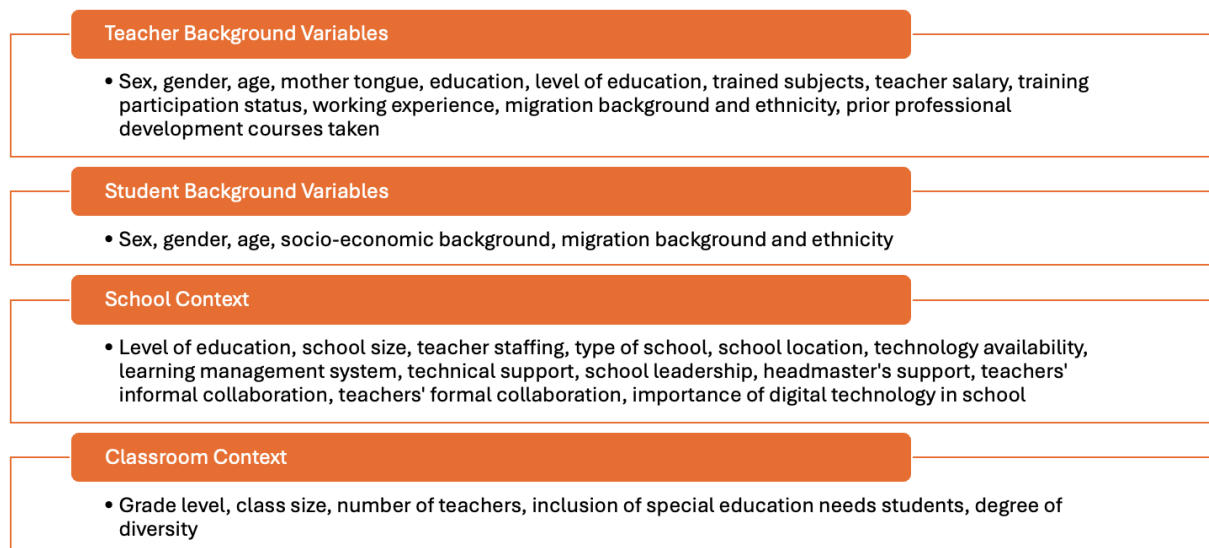 Teacher Background Variables
• Sex, gender, age, mother tongue, education, level of education, trained subjects, teacher salary, training
participation status, working experience, migration background and ethnicity, prior professional
development courses taken
Student Background Variables
• Sex, gender, age, socio-economic background, migration background and ethnicity
School Context
• Level of education, school size, teacher staffing, type of school, school location, technology availability,
learning management system, technical support, school leadership, headmaster's support, teachers'
informal collaboration, teachers' formal collaboration, importance of digital technology in school
Classroom Context
• Grade level, class size, number of teachers, inclusion of special education needs students, degree of
diversity